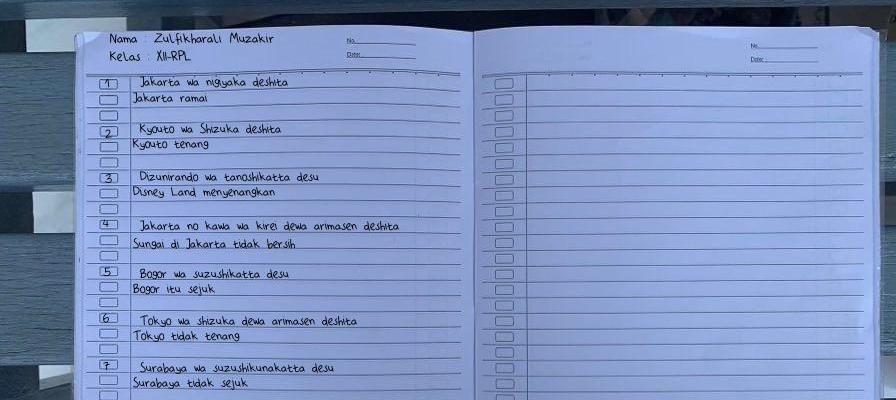 Nama : Zulfikharali Muzakir
Kelas : XII-RPL
No.
Date:
1 Jakarta wa nigiyaka deshita
Jakarta ramai
2 Kyouto wa Shizuka deshita
Kyouto tenang
3 Dizunirando wa tanoshikatta desu
Disney Land menyenangkan
4 Jakarta no kawa wa kirei dewa arimasen deshita
Sungai di Jakarta tidak bersih
5 Bogor wa suzushikatta desu
Bogor itu sejuk
6 Tokyo wa shizuka dewa arimasen deshita
Tokyo tidak tenang
7 Surabaya wa suzushikunakatta desu
Surabaya tidak sejuk
No.
Date: